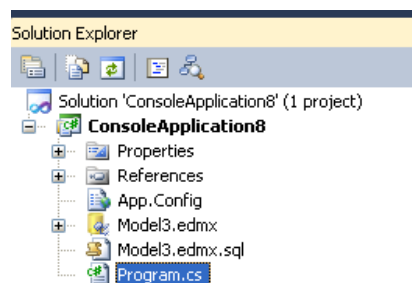 Solution Explorer
Solution 'ConsoleApplication8' (1 project)
ConsoleApplication8
Properties
References
App.Config
Model3.edmx
Model3.edmx.sql
Program.cs